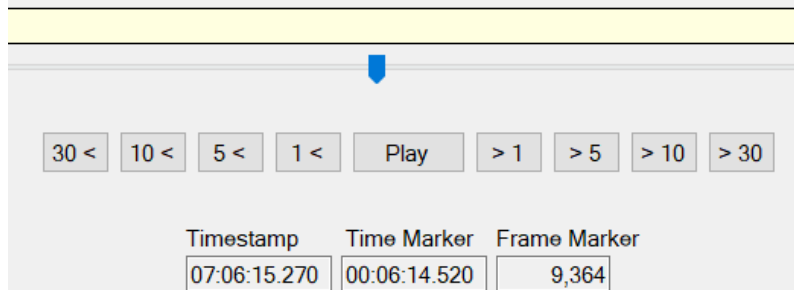 30 < 10 < 5 < 1 < Play > 1 > 5 > 10 > 30
Timestamp Time Marker Frame Marker
07:06:15.270 00:06:14.520 9,364